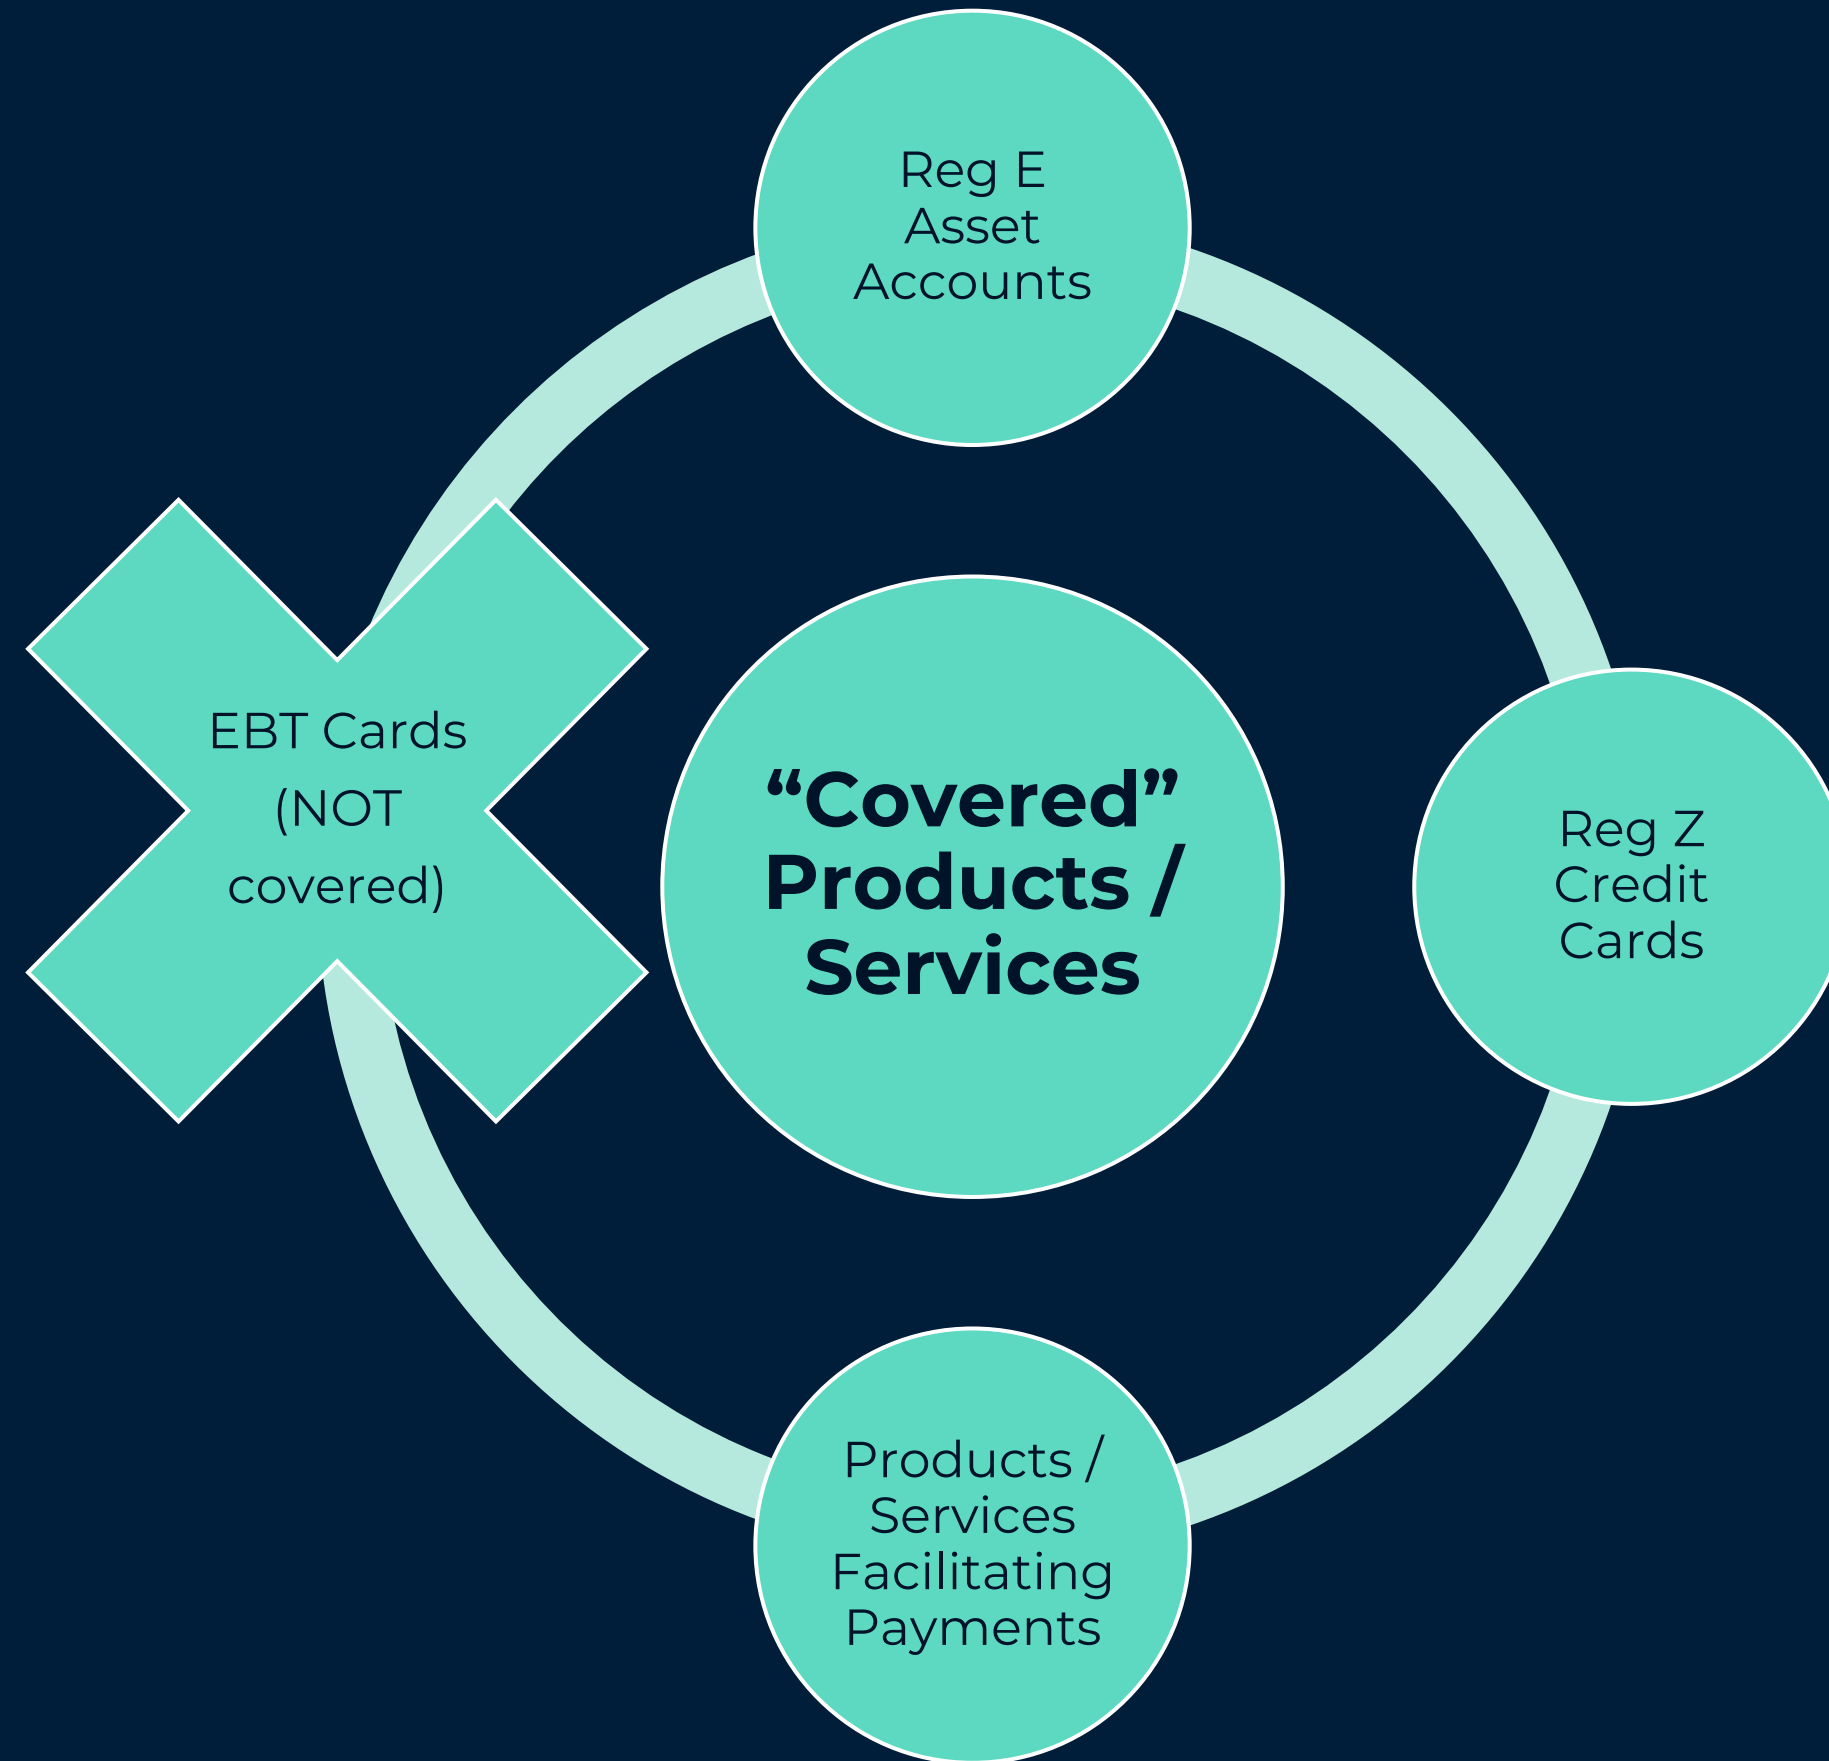 Reg E
Asset
Accounts
EBT Cards
(NOT
covered)
“Covered”
Products /
Services
Reg Z
Credit
Cards
Products /
Services
Facilitating
Payments